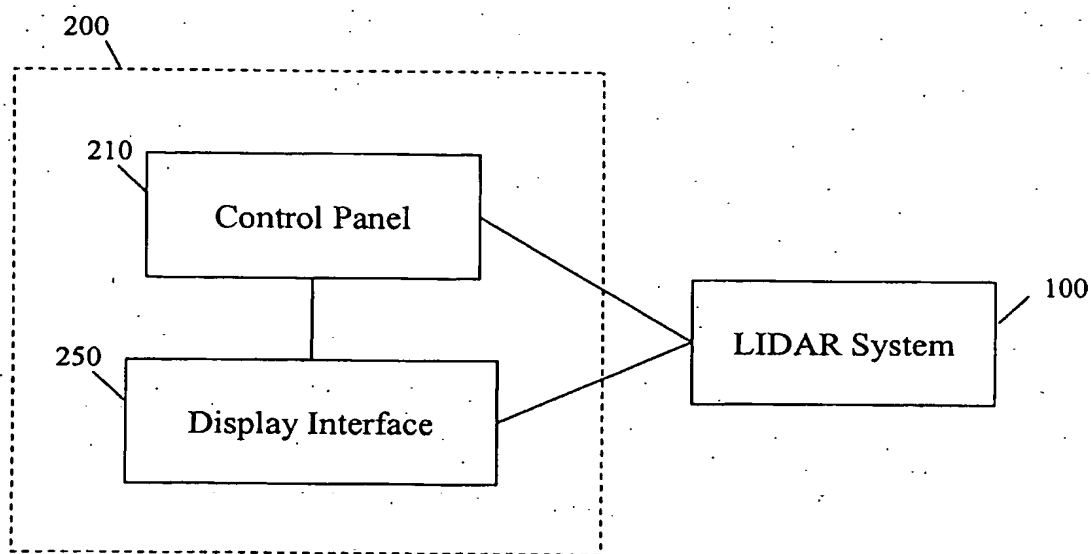 200
210
Control Panel
100
LIDAR System
250
Display Interface